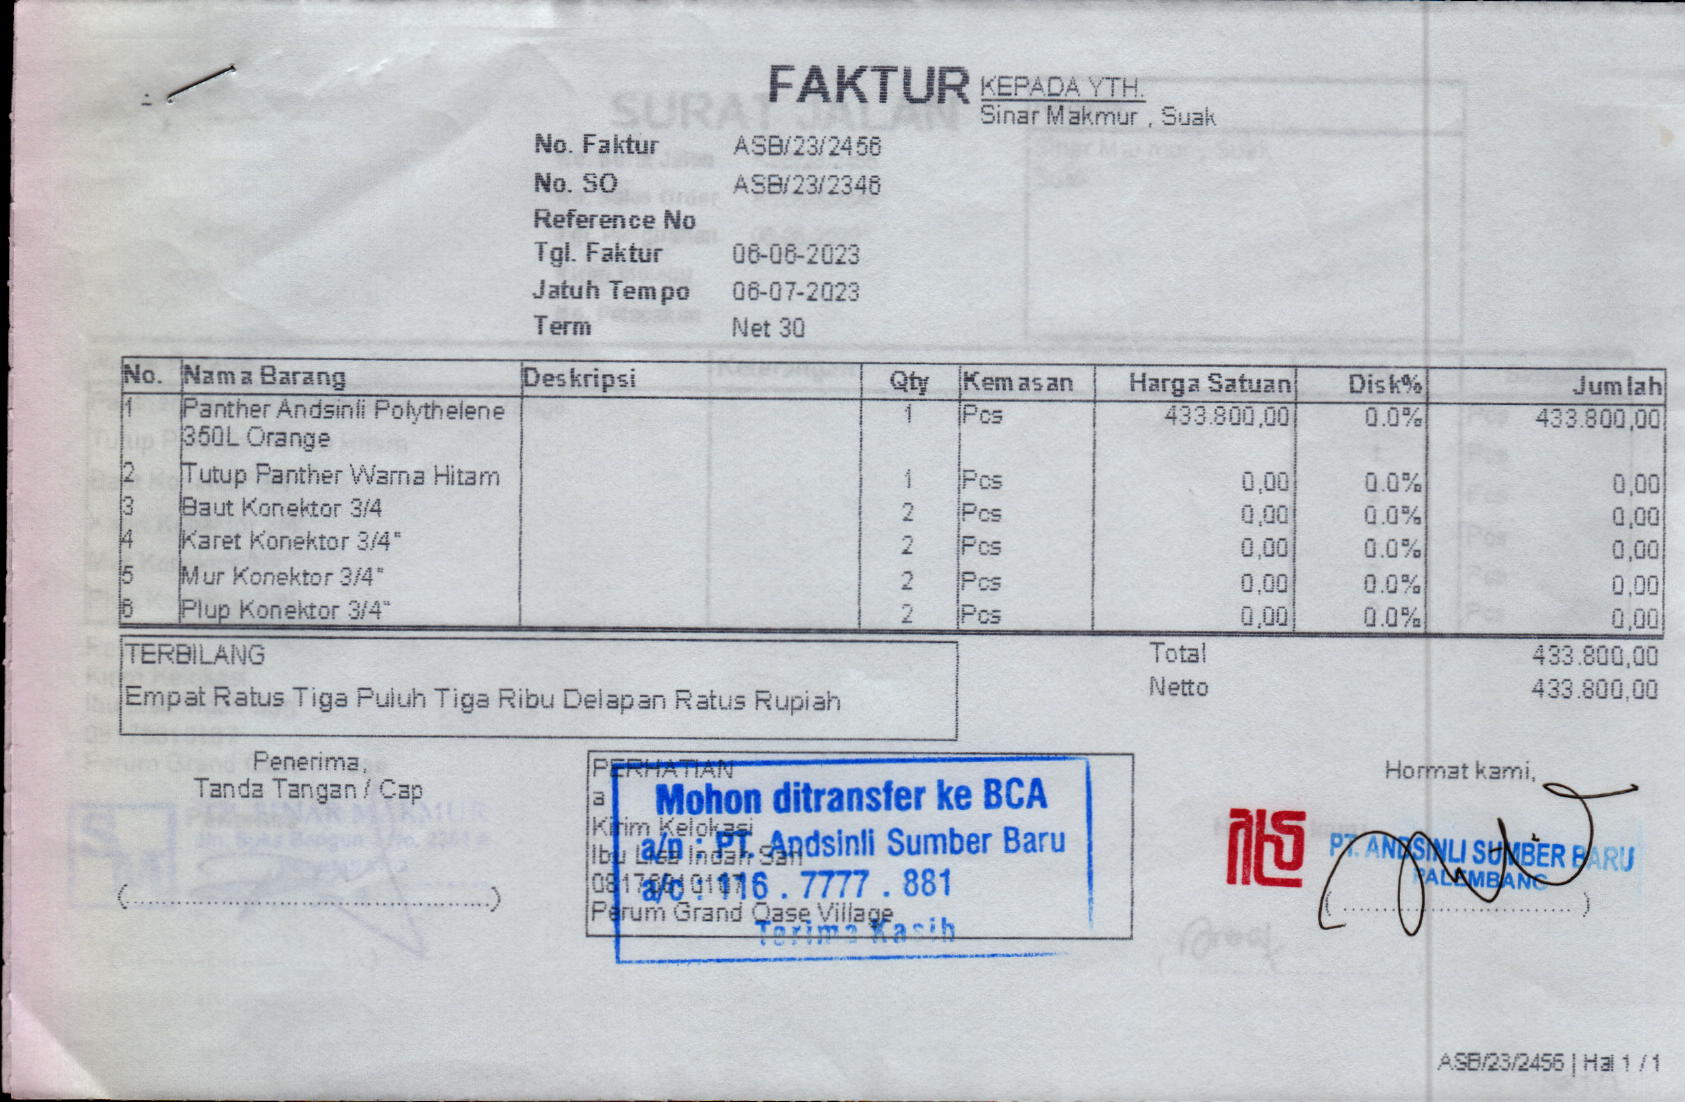 FAKTUR
KEPADA YTH.
Sinar Makmur , Suak
No. Faktur ASB/23/2456
No. SO ASB/23/2346
Reference No
Tgl. Faktur 06-06-2023
Jatuh Tempo 06-07-2023
Term Net 30
No. Nama Barang Deskripsi Qty Kemasan Harga Satuan Disk% Jumlah
1 Panther Andsinli Polythelene 1 Pcs 433.800,00 0.0% 433.800,00
350L Orange
2 Tutup Panther Warna Hitam 1 Pcs 0,00 0.0% 0,00
3 Baut Konektor 3/4 2 Pcs 0,00 0.0% 0,00
4 Karet Konektor 3/4" 2 Pcs 0,00 0.0% 0,00
5 Mur Konektor 3/4" 2 Pcs 0,00 0.0% 0,00
6 Plup Konektor 3/4" 2 Pcs 0,00 0.0% 0,00
TERBILANG
Empat Ratus Tiga Puluh Tiga Ribu Delapan Ratus Rupiah
Total 433.800,00
Netto 433.800,00
Penerima,
Tanda Tangan / Cap
PERHATIAN
a
Kirim Kelokasi
Ibu Lisa Indah Sari
Perum Grand Oase Village
Mohon ditransfer ke BCA
a/n : PT. Andsinli Sumber Baru
a/c : 116 . 7777 . 881
Terima Kasih
Hormat kami,
PT. ANDSINLI SUMBER BARU
PALEMBANG
ASB/23/2456 | Hal 1 / 1